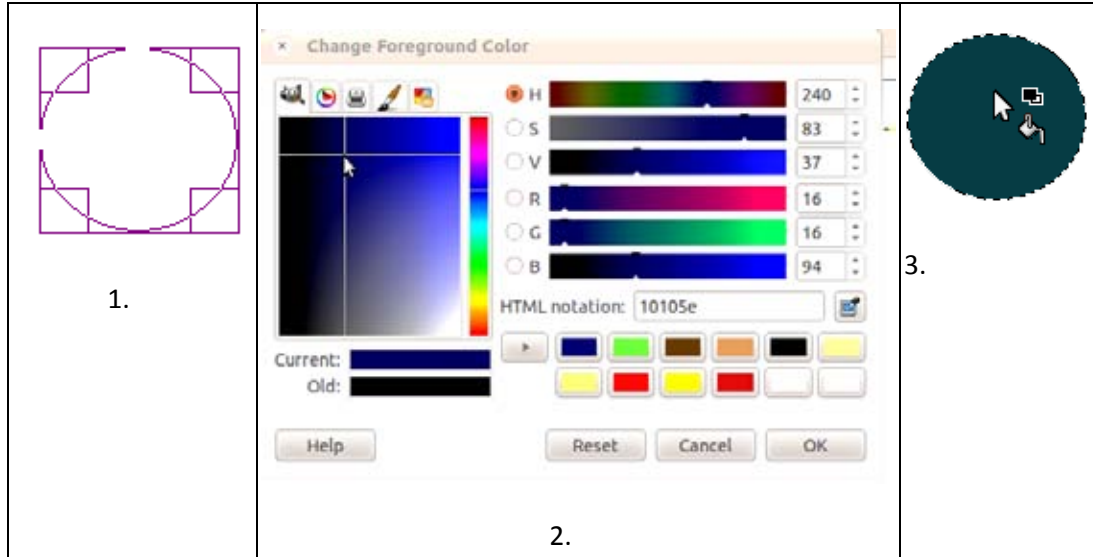 1.
× Change Foreground Color
H 240
S 83
V 37
R 16
G 16
B 94
HTML notation: 10105e
Current:
Old:
Help Reset Cancel OK
2.
3.